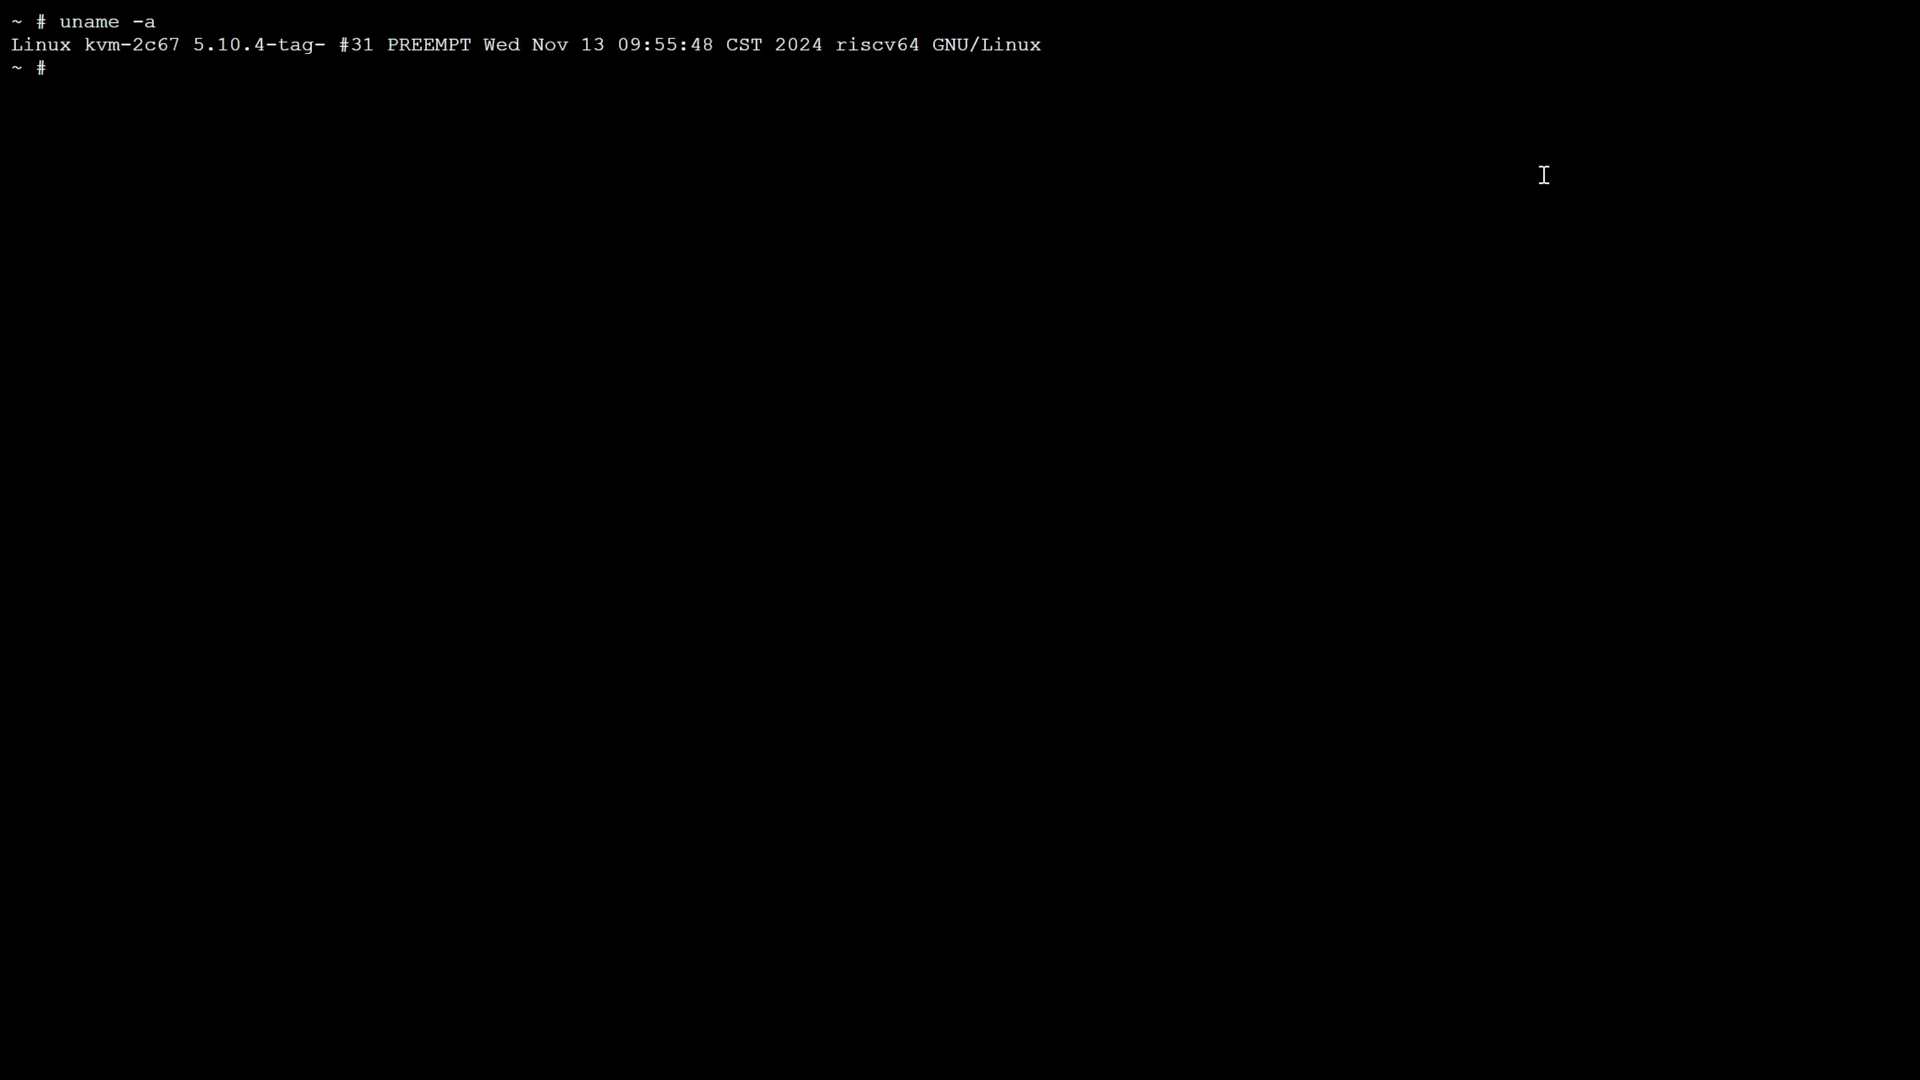 ~ # uname -a
Linux kvm-2c67 5.10.4-tag- #31 PREEMPT Wed Nov 13 09:55:48 CST 2024 riscv64 GNU/Linux
~ #